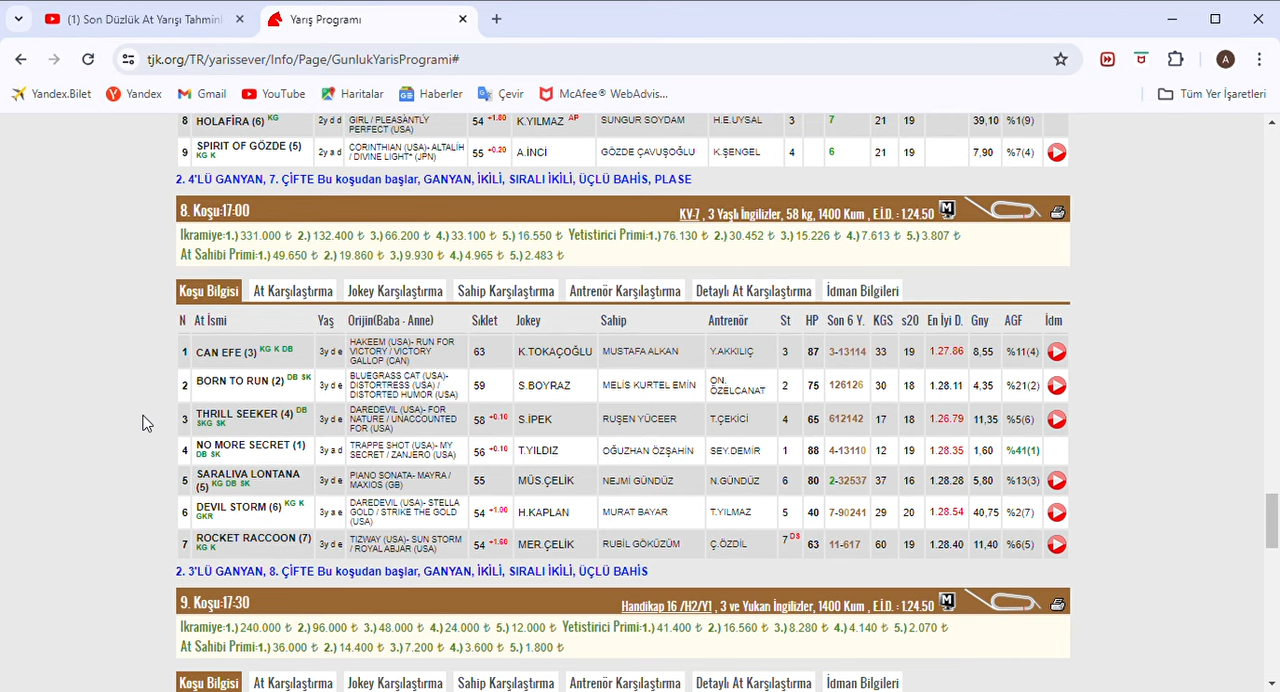 (1) Son Düzlük At Yarışı Tahminl
Yarış Programı
tjk.org/TR/yarissever/Info/Page/GunlukYarisProgrami#
A
Yandex.Bilet Yandex Gmail YouTube Haritalar Haberler Çevir McAfee® WebAdvis... Tüm Yer İşaretleri
8 HOLAFİRA (6) KG 2y d d GIRL / PLEASANTLY PERFECT (USA) 54 +1.80 K.YILMAZ AP SUNGUR SOYDAM H.E.UYSAL 3 7 21 19 39,10 %1(9)
9 SPIRIT OF GÖZDE (5) KG K 2y a d CORINTHIAN (USA)- ALTALİH / DIVINE LIGHT* (JPN) 55 +0.20 A.İNCİ GÖZDE ÇAVUŞOĞLU K.ŞENGEL 4 6 21 19 7,90 %7(4)
2. 4'LÜ GANYAN, 7. ÇİFTE Bu koşudan başlar, GANYAN, İKİLİ, SIRALI İKİLİ, ÜÇLÜ BAHİS, PLASE
8. Koşu:17:00 KV-7 , 3 Yaşlı İngilizler, 58 kg, 1400 Kum , E.İ.D. : 1.24.50 M
Ikramiye:1.) 331.000 ₺ 2.) 132.400 ₺ 3.) 66.200 ₺ 4.) 33.100 ₺ 5.) 16.550 ₺ Yetistirici Primi:1.) 76.130 ₺ 2.) 30.452 ₺ 3.) 15.226 ₺ 4.) 7.613 ₺ 5.) 3.807 ₺
At Sahibi Primi:1.) 49.650 ₺ 2.) 19.860 ₺ 3.) 9.930 ₺ 4.) 4.965 ₺ 5.) 2.483 ₺
Koşu Bilgisi At Karşılaştırma Jokey Karşılaştırma Sahip Karşılaştırma Antrenör Karşılaştırma Detaylı At Karşılaştırma İdman Bilgileri
N At İsmi Yaş Orijin(Baba - Anne) Sıklet Jokey Sahip Antrenör St HP Son 6 Y. KGS s20 En İyi D. Gny AGF İdm
1 CAN EFE (3) KG K DB 3y d e HAKEEM (USA)- RUN FOR VICTORY / VICTORY GALLOP (CAN) 63 K.TOKAÇOĞLU MUSTAFA ALKAN Y.AKKILIÇ 3 87 3-13114 33 19 1.27.86 8,55 %11(4)
2 BORN TO RUN (2) DB SK 3y d e BLUEGRASS CAT (USA)- DISTORTRESS (USA) / DISTORTED HUMOR (USA) 59 S.BOYRAZ MELİS KURTEL EMİN ON. ÖZELCANAT 2 75 126126 30 18 1.28.11 4,35 %21(2)
3 THRILL SEEKER (4) DB SKG SK 3y d e DAREDEVIL (USA)- FOR NATURE / UNACCOUNTED FOR (USA) 58 +0.10 S.İPEK RUŞEN YÜCEER T.ÇEKİCİ 4 65 612142 17 18 1.26.79 11,35 %5(6)
4 NO MORE SECRET (1) DB SK 3y a d TRAPPE SHOT (USA)- MY SECRET / ZANJERO (USA) 56 +0.10 T.YILDIZ OĞUZHAN ÖZŞAHİN SEY.DEMİR 1 88 4-13110 12 19 1.28.35 1,60 %41(1)
5 SARALIVA LONTANA (5) KG DB SK 3y d e PIANO SONATA- MAYRA / MAXIOS (GB) 55 MÜS.ÇELİK NEJMİ GÜNDÜZ N.GÜNDÜZ 6 80 2-32537 37 16 1.28.28 5,80 %13(3)
6 DEVIL STORM (6) KG K GKR 3y a e DAREDEVIL (USA)- STELLA GOLD / STRIKE THE GOLD (USA) 54 +1.00 H.KAPLAN MURAT BAYAR T.YILMAZ 5 40 7-90241 29 20 1.28.54 40,75 %2(7)
7 ROCKET RACCOON (7) KG K 3y d e TIZWAY (USA)- SUN STORM / ROYAL ABJAR (USA) 54 +1.60 MER.ÇELİK RUBİL GÖKÜZÜM Ç.ÖZDİL 7 DS 63 11-617 60 19 1.28.40 11,40 %6(5)
2. 3'LÜ GANYAN, 8. ÇİFTE Bu koşudan başlar, GANYAN, İKİLİ, SIRALI İKİLİ, ÜÇLÜ BAHİS
9. Koşu:17:30 Handikap 16 /H2/Y1 , 3 ve Yukarı İngilizler, 1400 Kum , E.İ.D. : 1.24.50 M
Ikramiye:1.) 240.000 ₺ 2.) 96.000 ₺ 3.) 48.000 ₺ 4.) 24.000 ₺ 5.) 12.000 ₺ Yetistirici Primi:1.) 41.400 ₺ 2.) 16.560 ₺ 3.) 8.280 ₺ 4.) 4.140 ₺ 5.) 2.070 ₺
At Sahibi Primi:1.) 36.000 ₺ 2.) 14.400 ₺ 3.) 7.200 ₺ 4.) 3.600 ₺ 5.) 1.800 ₺
Koşu Bilgisi At Karşılaştırma Jokey Karşılaştırma Sahip Karşılaştırma Antrenör Karşılaştırma Detaylı At Karşılaştırma İdman Bilgileri